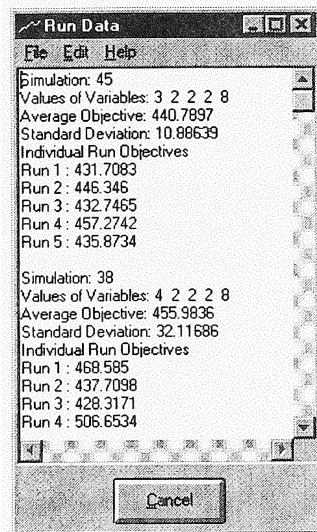 Run Data
File Edit Help
Simulation: 45
Values of Variables: 3 2 2 2 8
Average Objective: 440.7897
Standard Deviation: 10.88639
Individual Run Objectives
Run 1 : 431.7083
Run 2 : 446.346
Run 3 : 432.7465
Run 4 : 457.2742
Run 5 : 435.8734
Simulation: 38
Values of Variables: 4 2 2 2 8
Average Objective: 455.9836
Standard Deviation: 32.11686
Individual Run Objectives
Run 1 : 468.585
Run 2 : 437.7098
Run 3 : 428.3171
Run 4 : 506.6534
Cancel